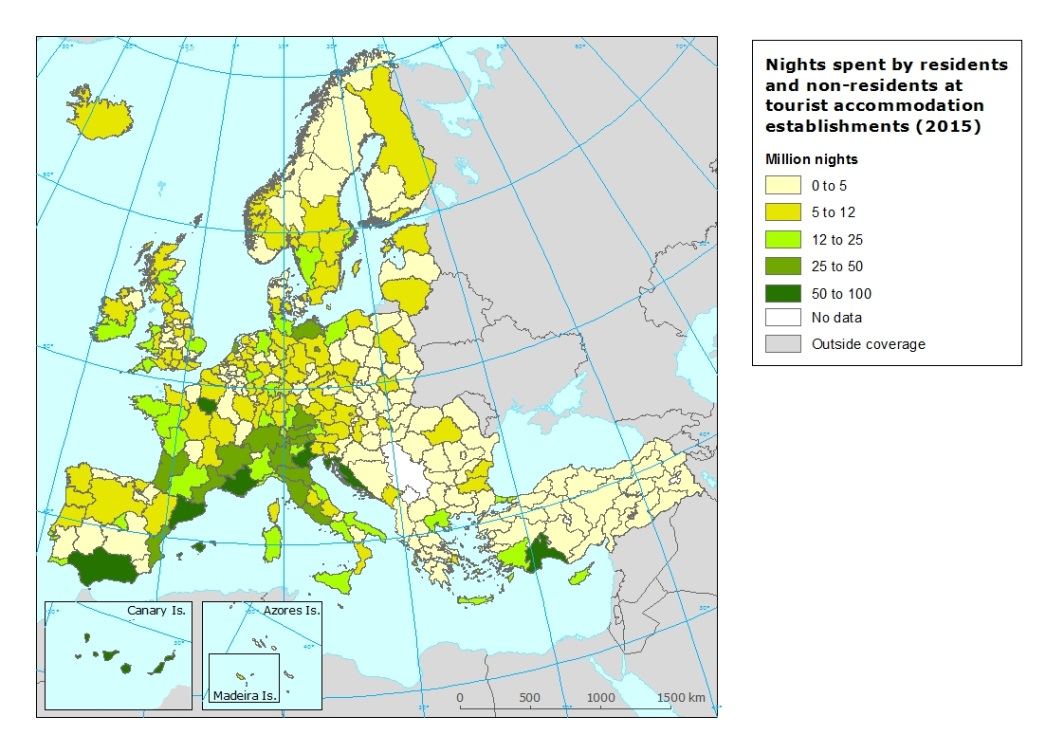 Nights spent by residents
and non-residents at
tourist accommodation
establishments (2015)
Million nights
0 to 5
5 to 12
12 to 25
25 to 50
50 to 100
No data
Outside coverage
Canary Is.
Azores Is.
Madeira Is.
0 500 1000 1500 km